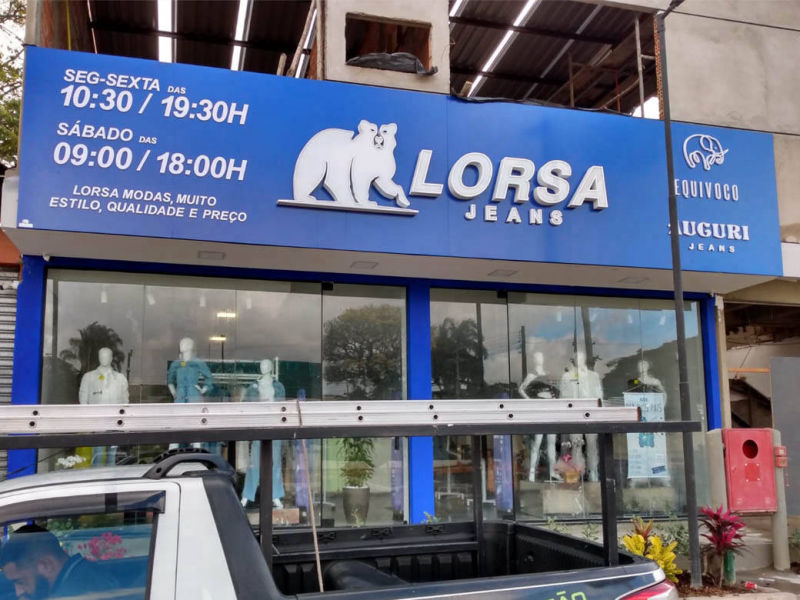 SEG-SEXTA DAS
10:30 / 19:30H
SÁBADO DAS
09:00 / 18:00H
LORSA MODAS, MUITO
ESTILO, QUALIDADE E PREÇO
LORSA
JEANS
EQUIVOCO
AUGURI
JEANS